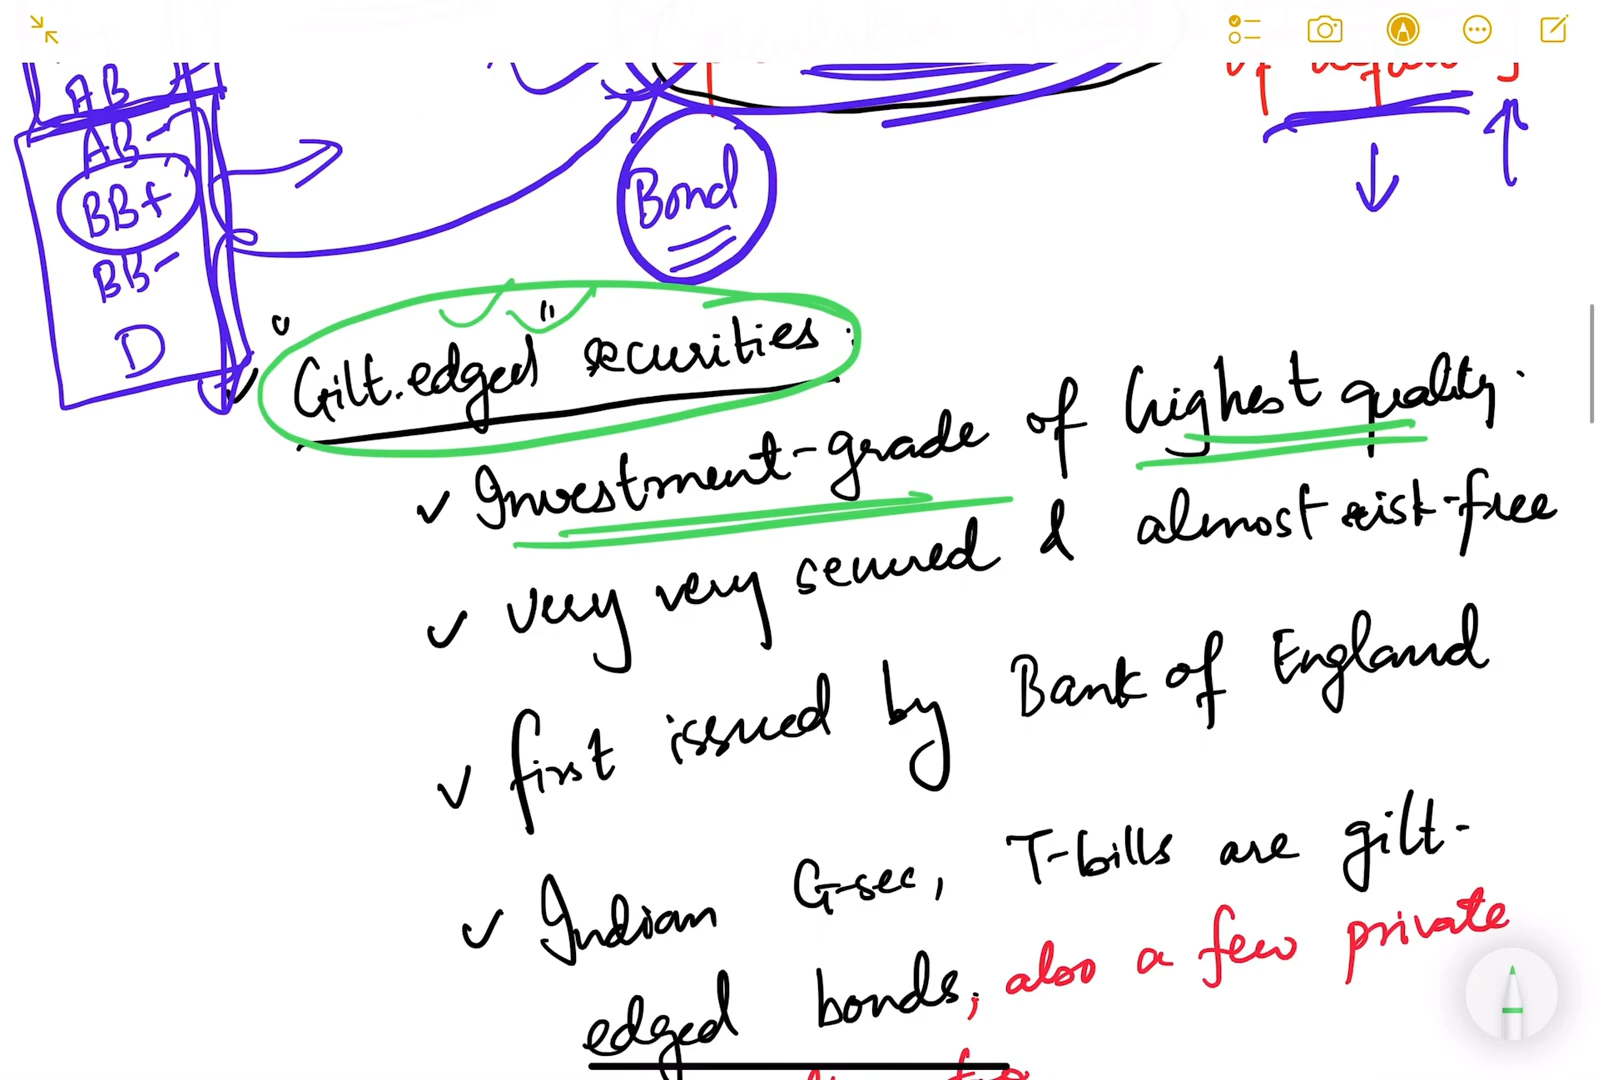 AB
AB-
BB+
BB-
D
Bond
"Gilt-edged securities":
✓ Investment-grade of highest quality.
✓ very very secured & almost risk-free
✓ first issued by Bank of England
✓ Indian G-sec, T-bills are gilt-
edged bonds; also a few private